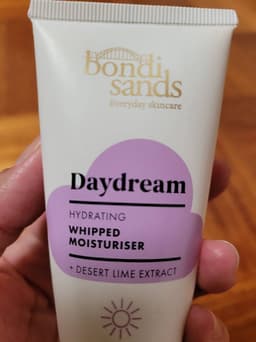 bondi
sands
everyday skincare
Daydream
HYDRATING
WHIPPED
MOISTURISER
+ DESERT LIME EXTRACT